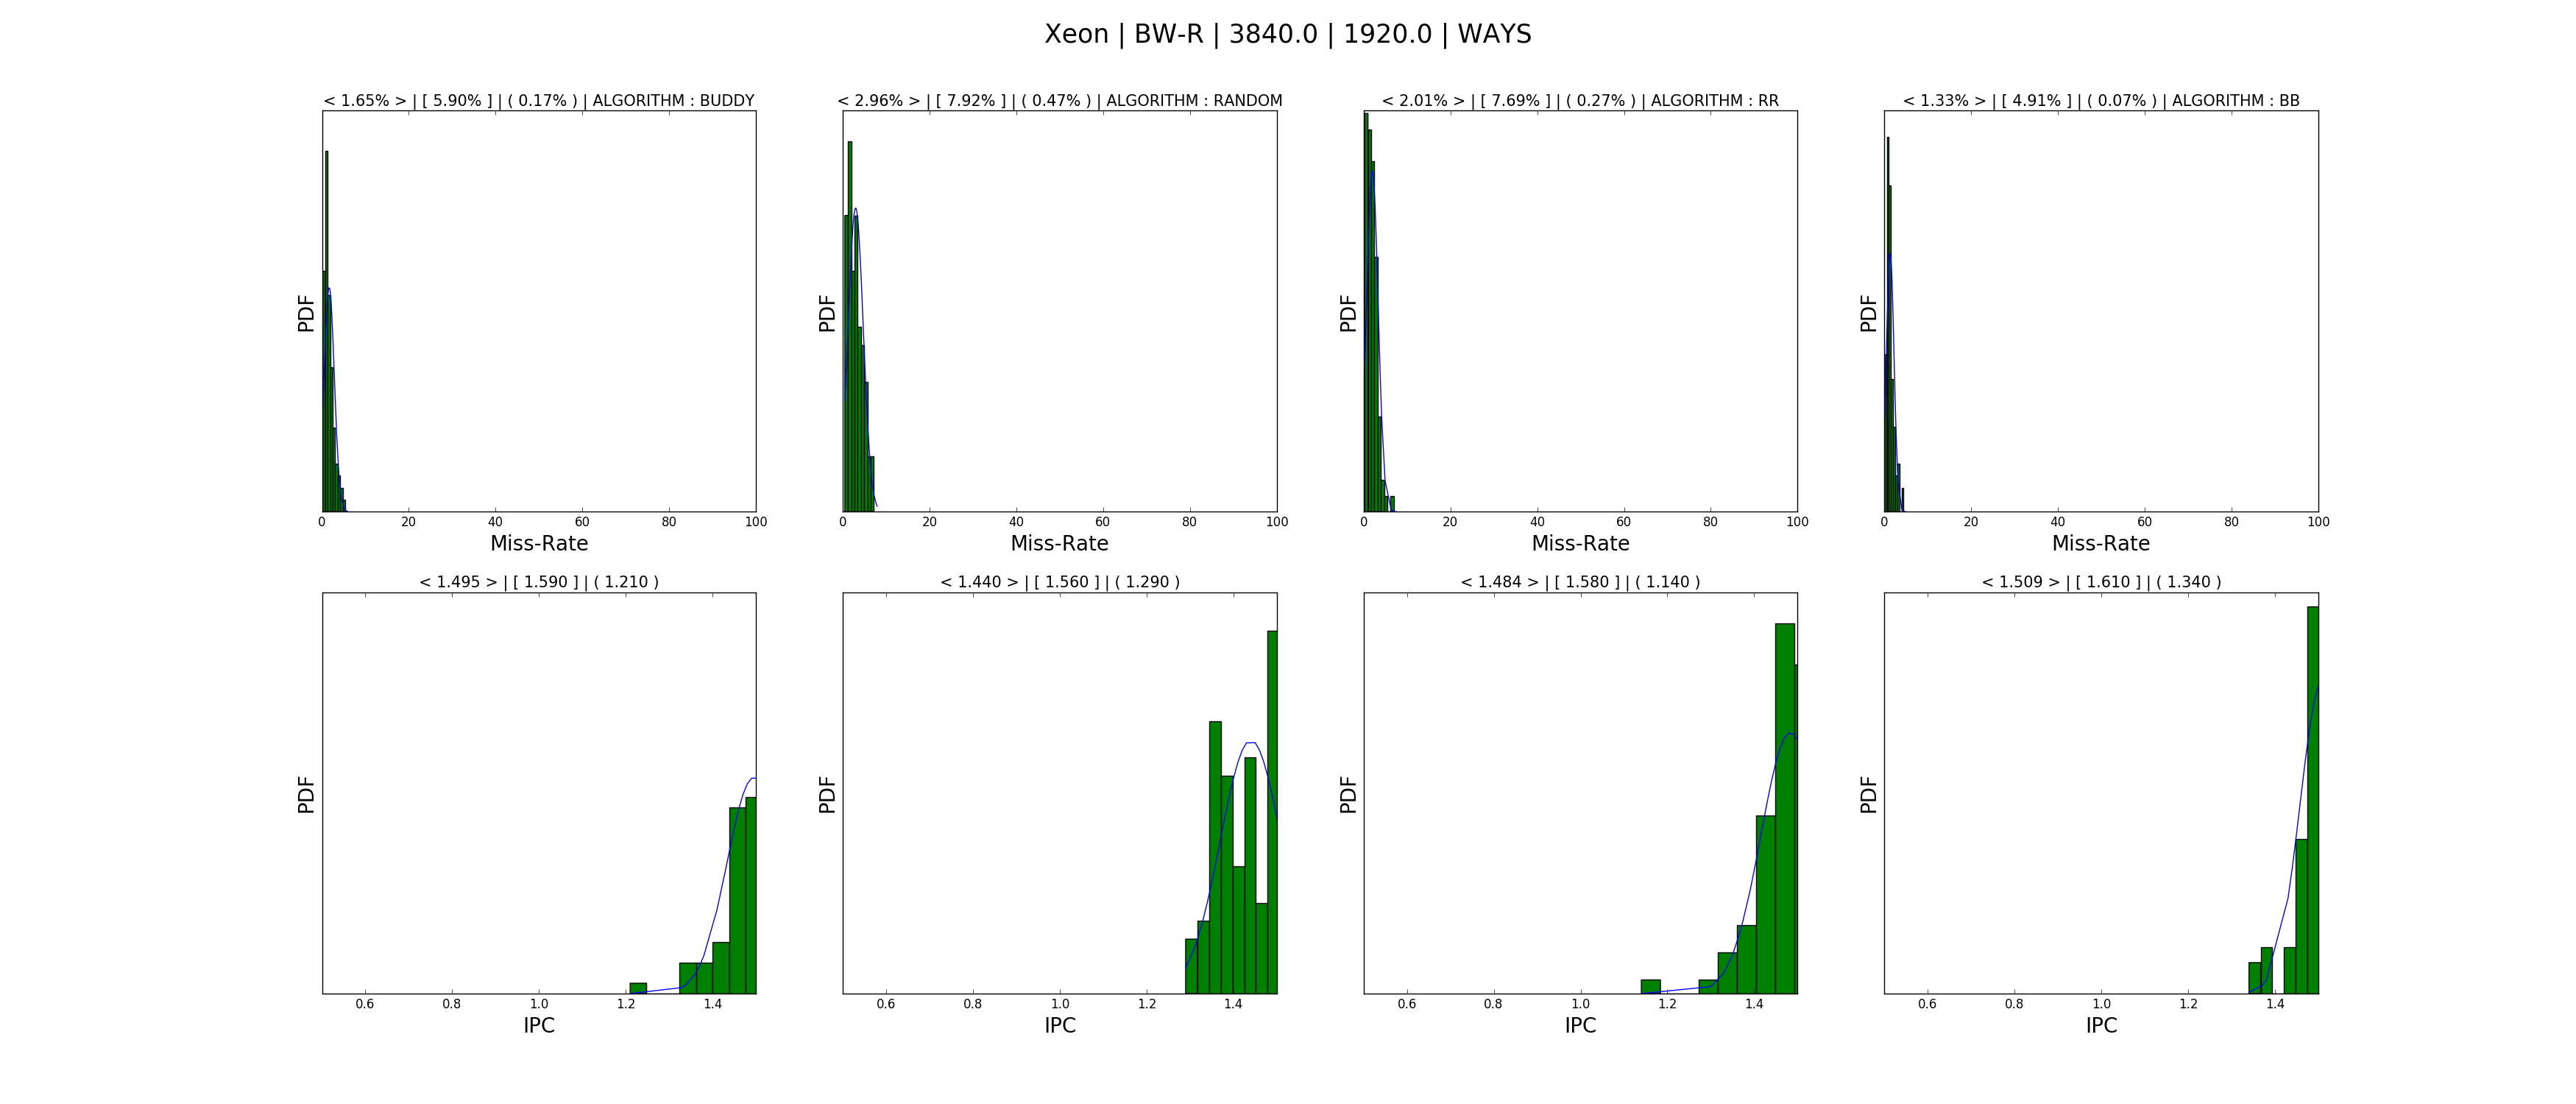 Xeon | BW-R | 3840.0 | 1920.0 | WAYS
< 1.65% > | [ 5.90% ] | ( 0.17% ) | ALGORITHM : BUDDY
< 2.96% > | [ 7.92% ] | ( 0.47% ) | ALGORITHM : RANDOM
< 2.01% > | [ 7.69% ] | ( 0.27% ) | ALGORITHM : RR
< 1.33% > | [ 4.91% ] | ( 0.07% ) | ALGORITHM : BB
PDF
PDF
PDF
PDF
0 20 40 60 80 100
0 20 40 60 80 100
0 20 40 60 80 100
0 20 40 60 80 100
Miss-Rate
Miss-Rate
Miss-Rate
Miss-Rate
< 1.495 > | [ 1.590 ] | ( 1.210 )
< 1.440 > | [ 1.560 ] | ( 1.290 )
< 1.484 > | [ 1.580 ] | ( 1.140 )
< 1.509 > | [ 1.610 ] | ( 1.340 )
PDF
PDF
PDF
PDF
0.6 0.8 1.0 1.2 1.4
0.6 0.8 1.0 1.2 1.4
0.6 0.8 1.0 1.2 1.4
0.6 0.8 1.0 1.2 1.4
IPC
IPC
IPC
IPC